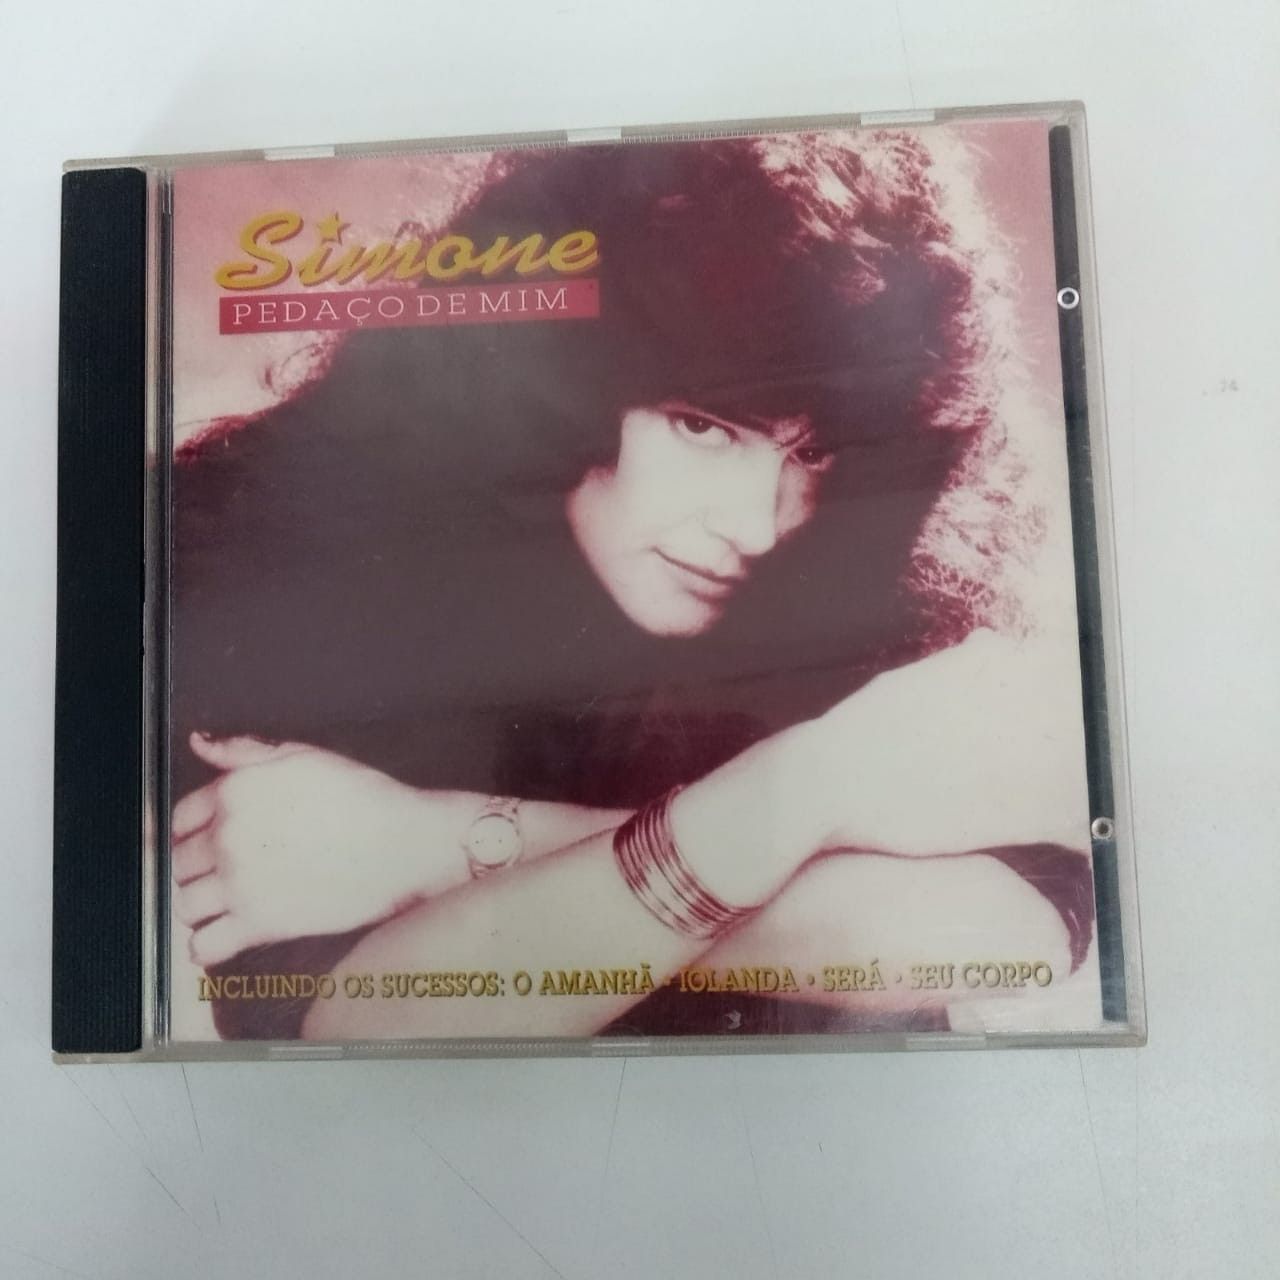 Simone
PEDAÇO DE MIM
INCLUINDO OS SUCESSOS: O AMANHÃ • IOLANDA • SERÁ • SEU CORPO